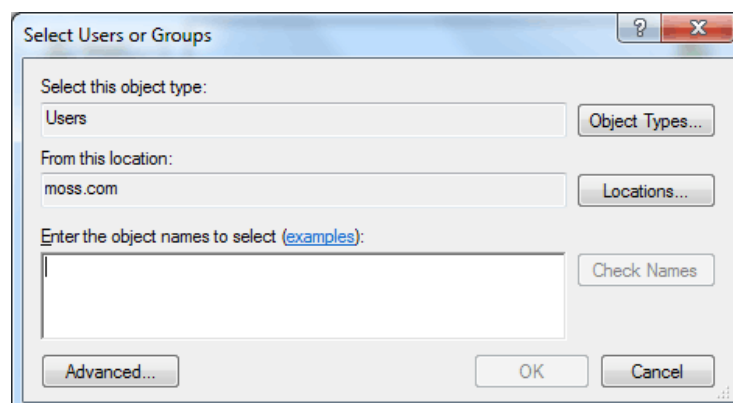 Select Users or Groups
Select this object type:
Users
Object Types...
From this location:
moss.com
Locations...
Enter the object names to select (examples):
Check Names
Advanced...
OK
Cancel